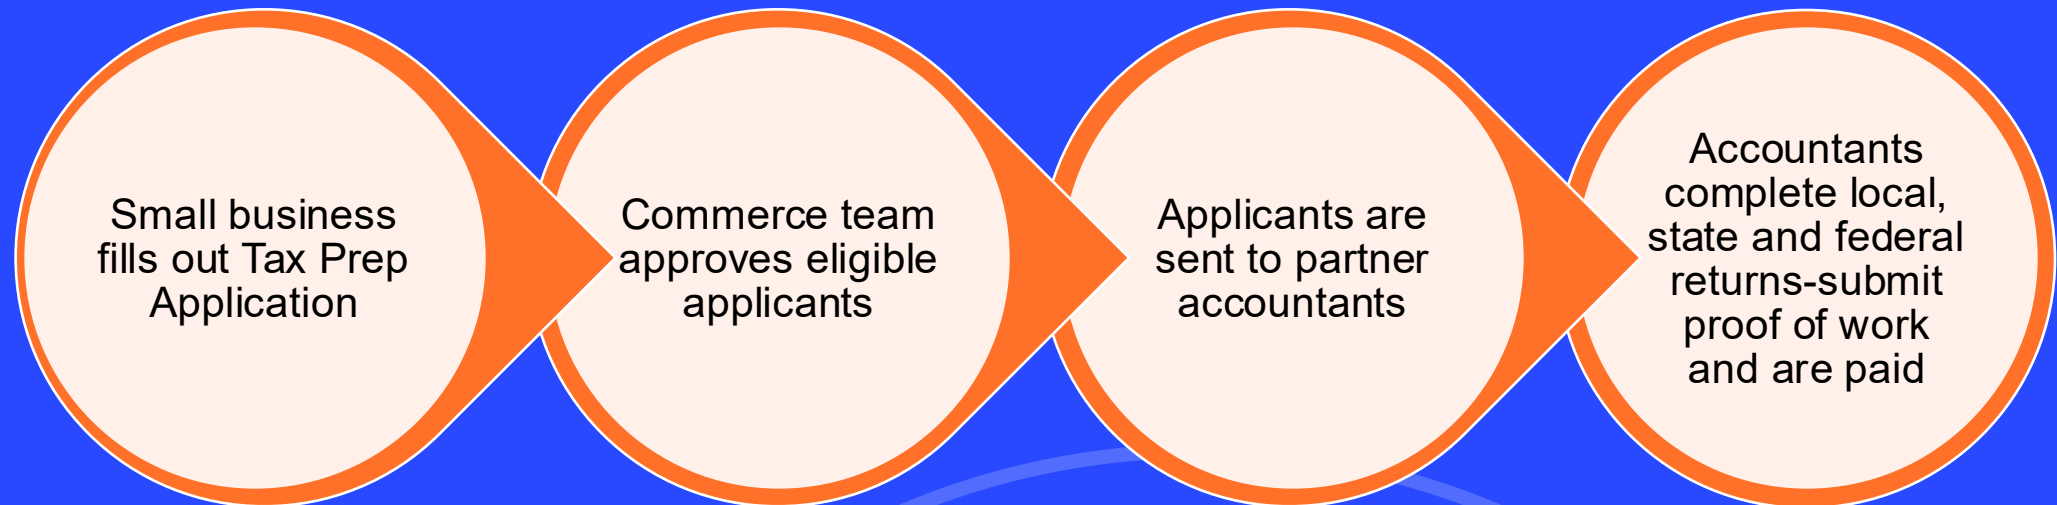 Small business
fills out Tax Prep
Application
Commerce team
approves eligible
applicants
Applicants are
sent to partner
accountants
Accountants
complete local,
state and federal
returns-submit
proof of work
and are paid